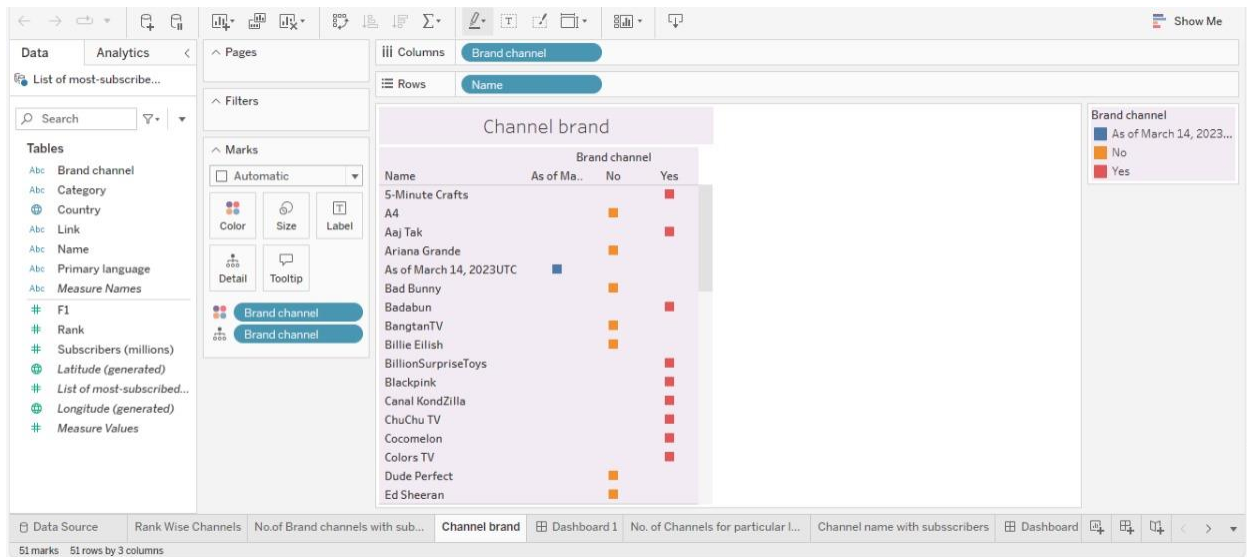 Show Me
Data Analytics
List of most-subscribe...
Search
Tables
Abc Brand channel
Abc Category
Country
Abc Link
Abc Name
Abc Primary language
Abc Measure Names
# F1
# Rank
# Subscribers (millions)
Latitude (generated)
# List of most-subscribed...
Longitude (generated)
# Measure Values
Pages
Filters
Marks
Automatic
Color Size Label
Detail Tooltip
Brand channel
Brand channel
Columns Brand channel
Rows Name
Channel brand
Brand channel
Name As of Ma.. No Yes
5-Minute Crafts
A4
Aaj Tak
Ariana Grande
As of March 14, 2023UTC
Bad Bunny
Badabun
BangtanTV
Billie Eilish
BillionSurpriseToys
Blackpink
Canal KondZilla
ChuChu TV
Cocomelon
Colors TV
Dude Perfect
Ed Sheeran
Brand channel
As of March 14, 2023...
No
Yes
Data Source Rank Wise Channels No.of Brand channels with sub... Channel brand Dashboard 1 No. of Channels for particular l... Channel name with subsscribers Dashboard
51 marks 51 rows by 3 columns